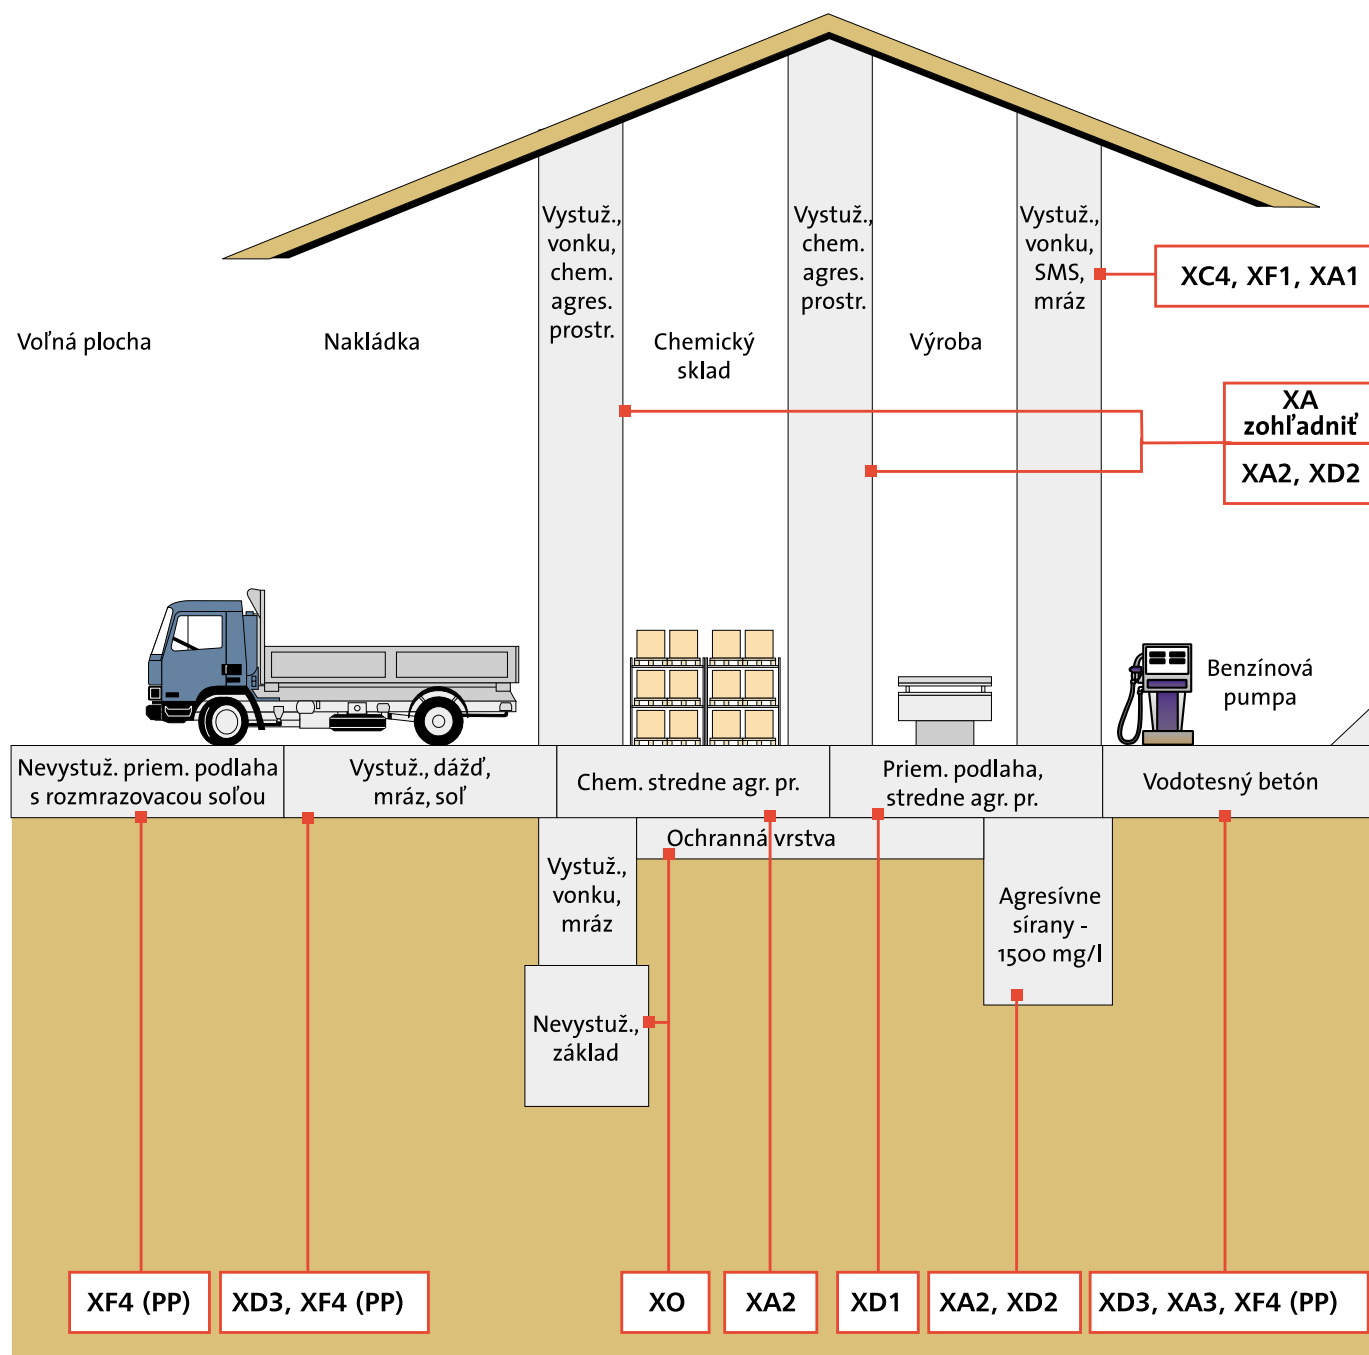 Vystuž.,
vonku,
chem.
agres.
prostr.
Vystuž.,
chem.
agres.
prostr.
Vystuž.,
vonku,
SMS,
mráz
XC4, XF1, XA1
Voľná plocha
Nakládka
Chemický
sklad
Výroba
XA
zohľadniť
XA2, XD2
Benzínová
pumpa
Nevystuž. priem. podlaha
s rozmrazovacou soľou
Vystuž., dážď,
mráz, soľ
Chem. stredne agr. pr.
Priem. podlaha,
stredne agr. pr.
Vodotesný betón
Ochranná vrstva
Vystuž.,
vonku,
mráz
Agresívne
sírany -
1500 mg/l
Nevystuž.,
základ
XF4 (PP)
XD3, XF4 (PP)
XO
XA2
XD1
XA2, XD2
XD3, XA3, XF4 (PP)